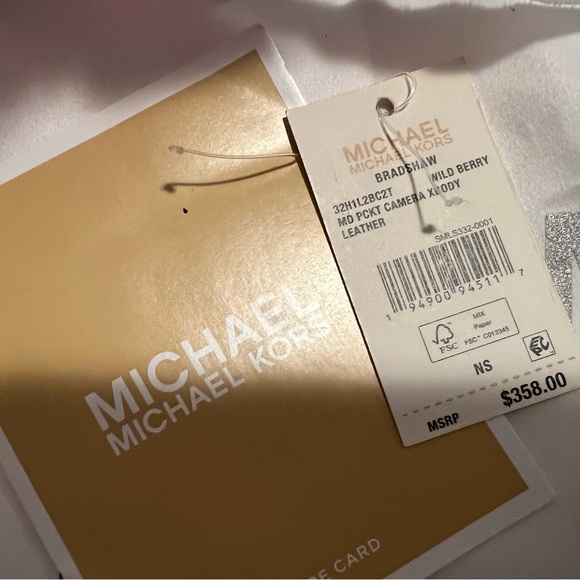 MICHAEL
MICHAEL KORS
BRADSHAW
32H1L2BC2T WILD BERRY
MD PCKT CAMERA XBODY
LEATHER
SMLS332-0001
1 94900 94511 7
FSC
MIX
Paper
FSC™ C012345
NS
MSRP $358.00
MICHAEL
MICHAEL KORS
CARD